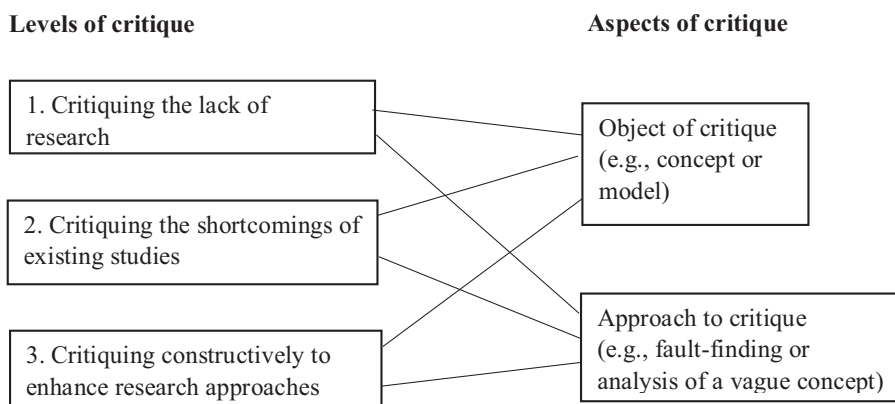 Levels of critique
Aspects of critique
1. Critiquing the lack of
research
2. Critiquing the shortcomings of
existing studies
3. Critiquing constructively to
enhance research approaches
Object of critique
(e.g., concept or
model)
Approach to critique
(e.g., fault-finding or
analysis of a vague concept)